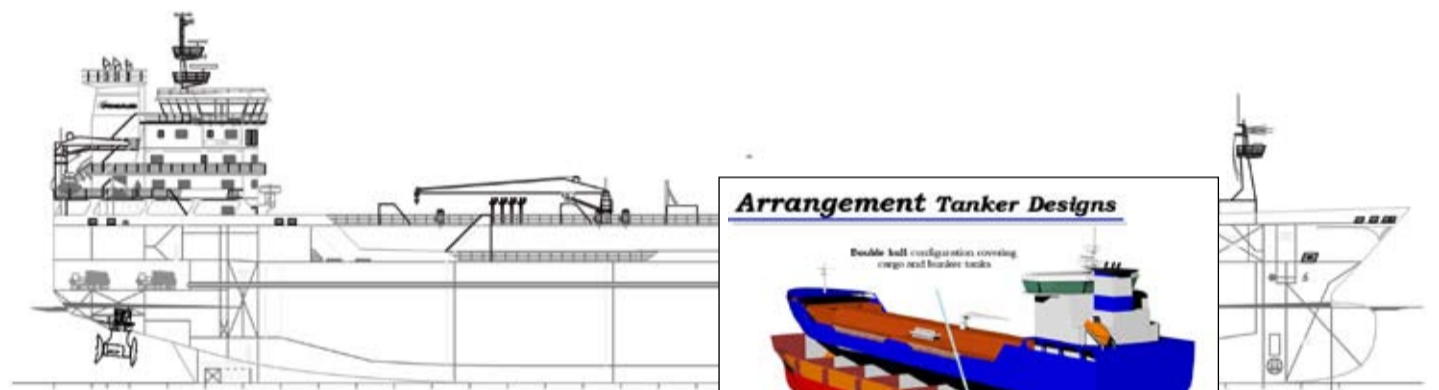 Arrangement Tanker Designs
Double hull configuration covering
cargo and bunker tanks